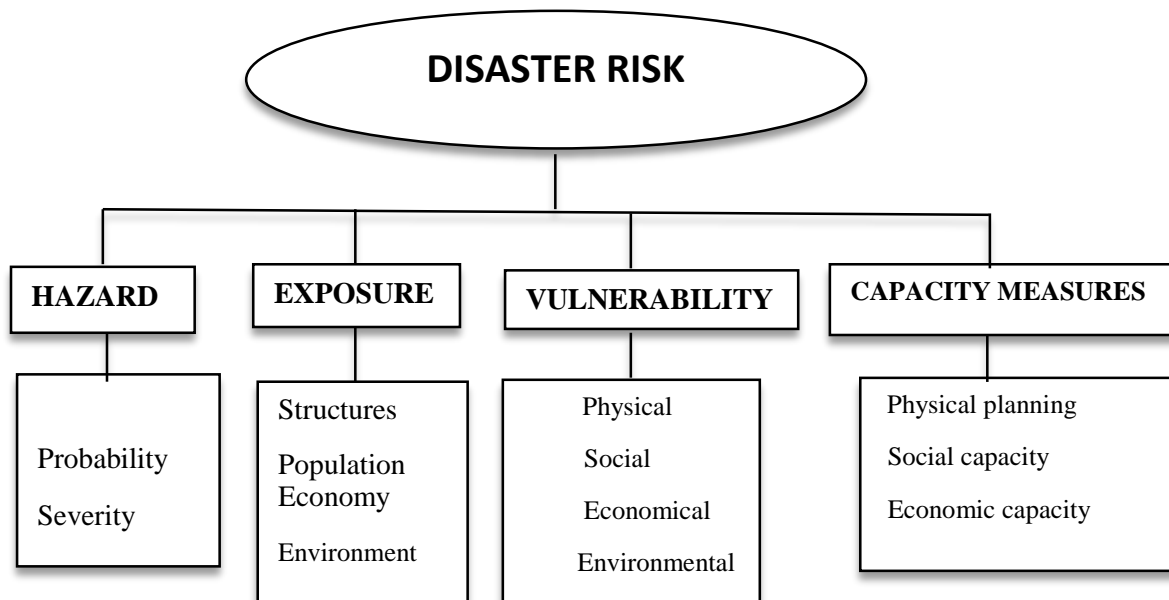 DISASTER RISK
HAZARD
Probability
Severity
EXPOSURE
Structures
Population
Economy
Environment
VULNERABILITY
Physical
Social
Economical
Environmental
CAPACITY MEASURES
Physical planning
Social capacity
Economic capacity